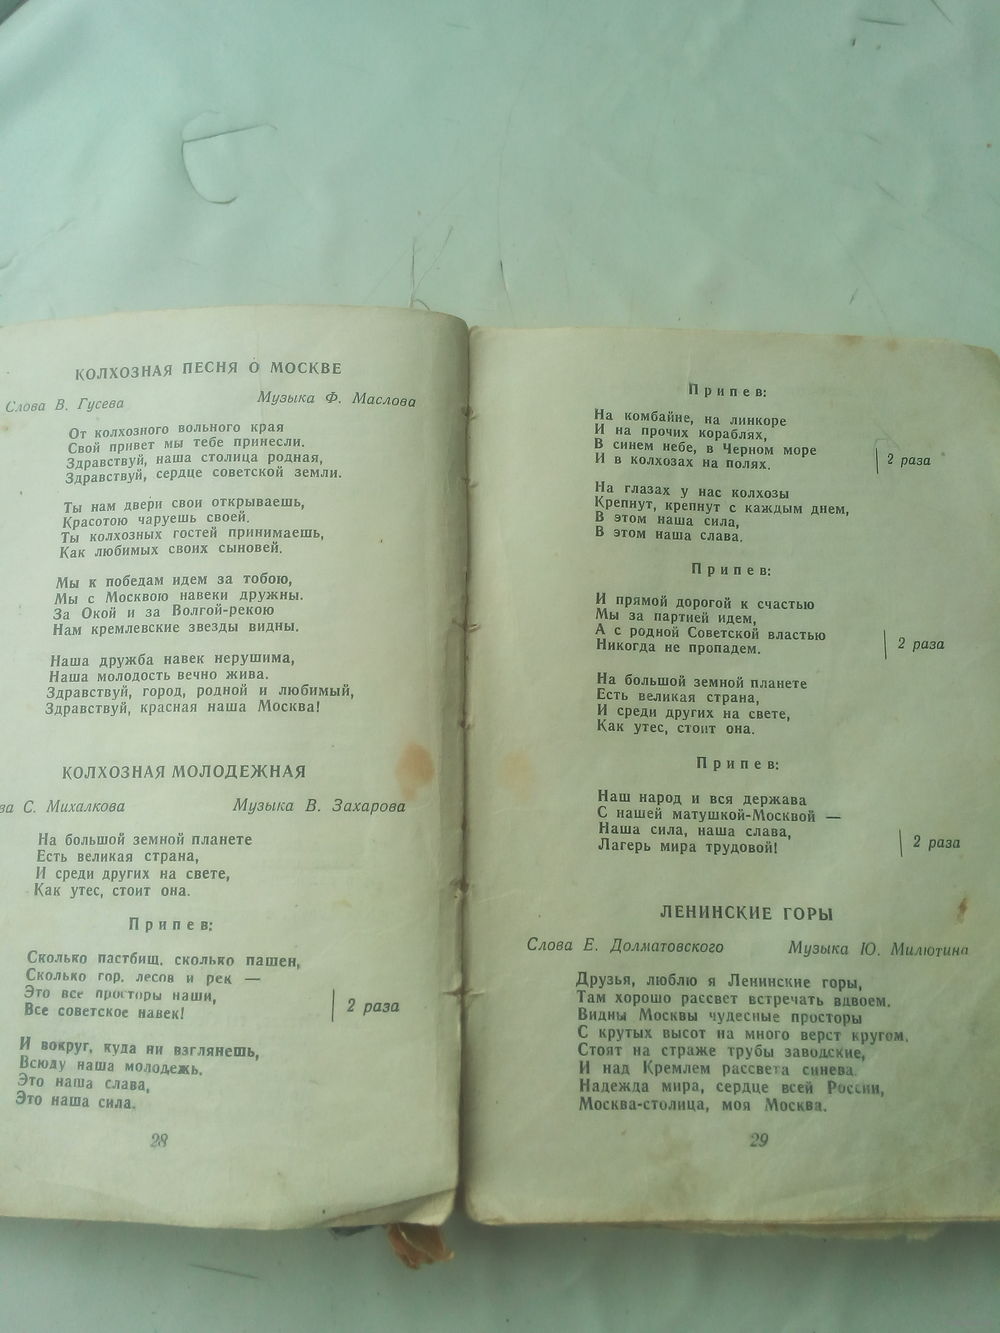 КОЛХОЗНАЯ ПЕСНЯ О МОСКВЕ
Слова В. Гусева Музыка Ф. Маслова
От колхозного вольного края
Свой привет мы тебе принесли.
Здравствуй, наша столица родная,
Здравствуй, сердце советской земли.
Ты нам двери свои открываешь,
Красотою чаруешь своей.
Ты колхозных гостей принимаешь,
Как любимых своих сыновей.
Мы к победам идем за тобою,
Мы с Москвою навеки дружны.
За Окой и за Волгой-рекою
Нам кремлевские звезды видны.
Наша дружба навек нерушима,
Наша молодость вечно жива.
Здравствуй, город, родной и любимый,
Здравствуй, красная наша Москва!
КОЛХОЗНАЯ МОЛОДЕЖНАЯ
ва С. Михалкова Музыка В. Захарова
На большой земной планете
Есть великая страна,
И среди других на свете,
Как утес, стоит она.
Припев:
Сколько пастбищ, сколько пашен,
Сколько гор, лесов и рек —
Это все просторы наши,
Все советское навек!
2 раза
И вокруг, куда ни взглянешь,
Всюду наша молодежь.
Это наша слава,
Это наша сила.
28
Припев:
На комбайне, на линкоре
И на прочих кораблях,
В синем небе, в Черном море
И в колхозах на полях.
2 раза
На глазах у нас колхозы
Крепнут, крепнут с каждым днем,
В этом наша сила,
В этом наша слава.
Припев:
И прямой дорогой к счастью
Мы за партией идем,
А с родной Советской властью
Никогда не пропадем.
2 раза
На большой земной планете
Есть великая страна,
И среди других на свете,
Как утес, стоит она.
Припев:
Наш народ и вся держава
С нашей матушкой-Москвой —
Наша сила, наша слава,
Лагерь мира трудовой!
2 раза
ЛЕНИНСКИЕ ГОРЫ
Слова Е. Долматовского Музыка Ю. Милютина
Друзья, люблю я Ленинские горы,
Там хорошо рассвет встречать вдвоем.
Видны Москвы чудесные просторы
С крутых высот на много верст кругом.
Стоят на страже трубы заводские,
И над Кремлем рассвета синева.
Надежда мира, сердце всей России,
Москва-столица, моя Москва.
29